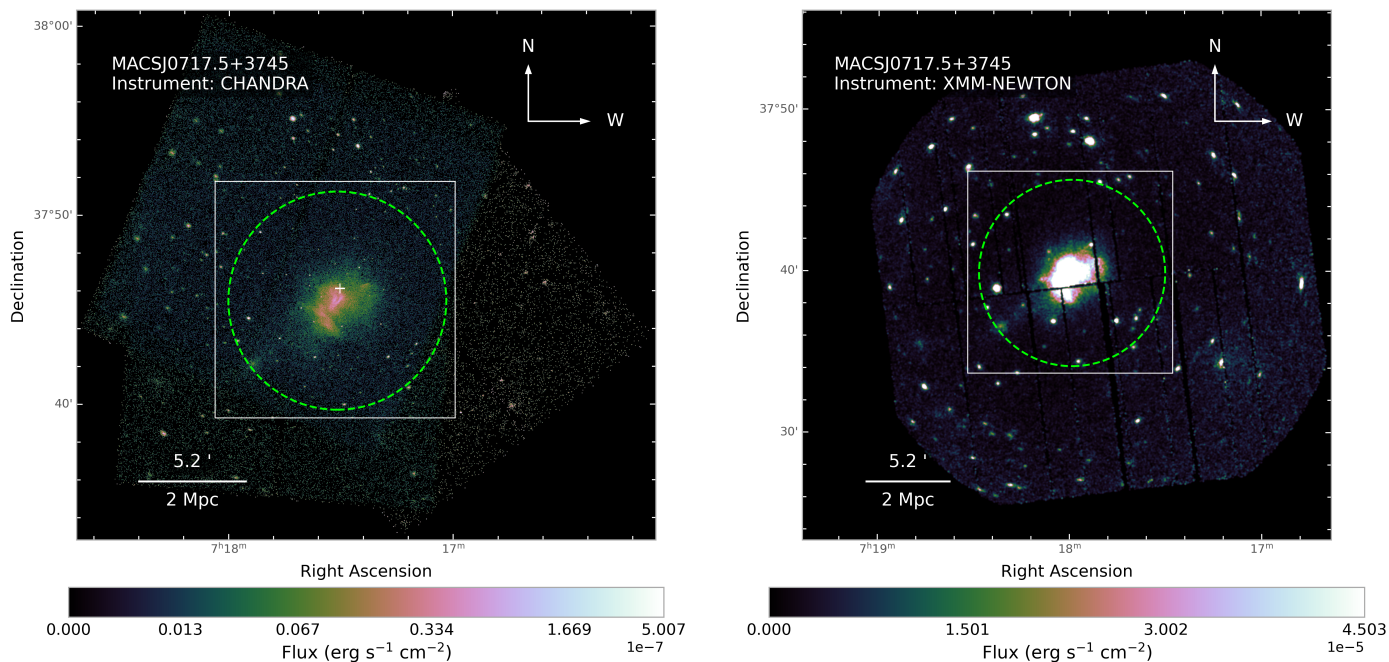 MACSJ0717.5+3745
Instrument: CHANDRA
N
W
38°00'
37°50'
40'
Declination
5.2 '
2 Mpc
7ʰ18ᵐ
17ᵐ
Right Ascension
0.000
0.013
0.067
0.334
1.669
5.007
1e−7
Flux (erg s⁻¹ cm⁻²)
MACSJ0717.5+3745
Instrument: XMM-NEWTON
N
W
37°50'
40'
30'
Declination
5.2 '
2 Mpc
7ʰ19ᵐ
18ᵐ
17ᵐ
Right Ascension
0.000
1.501
3.002
4.503
1e−5
Flux (erg s⁻¹ cm⁻²)